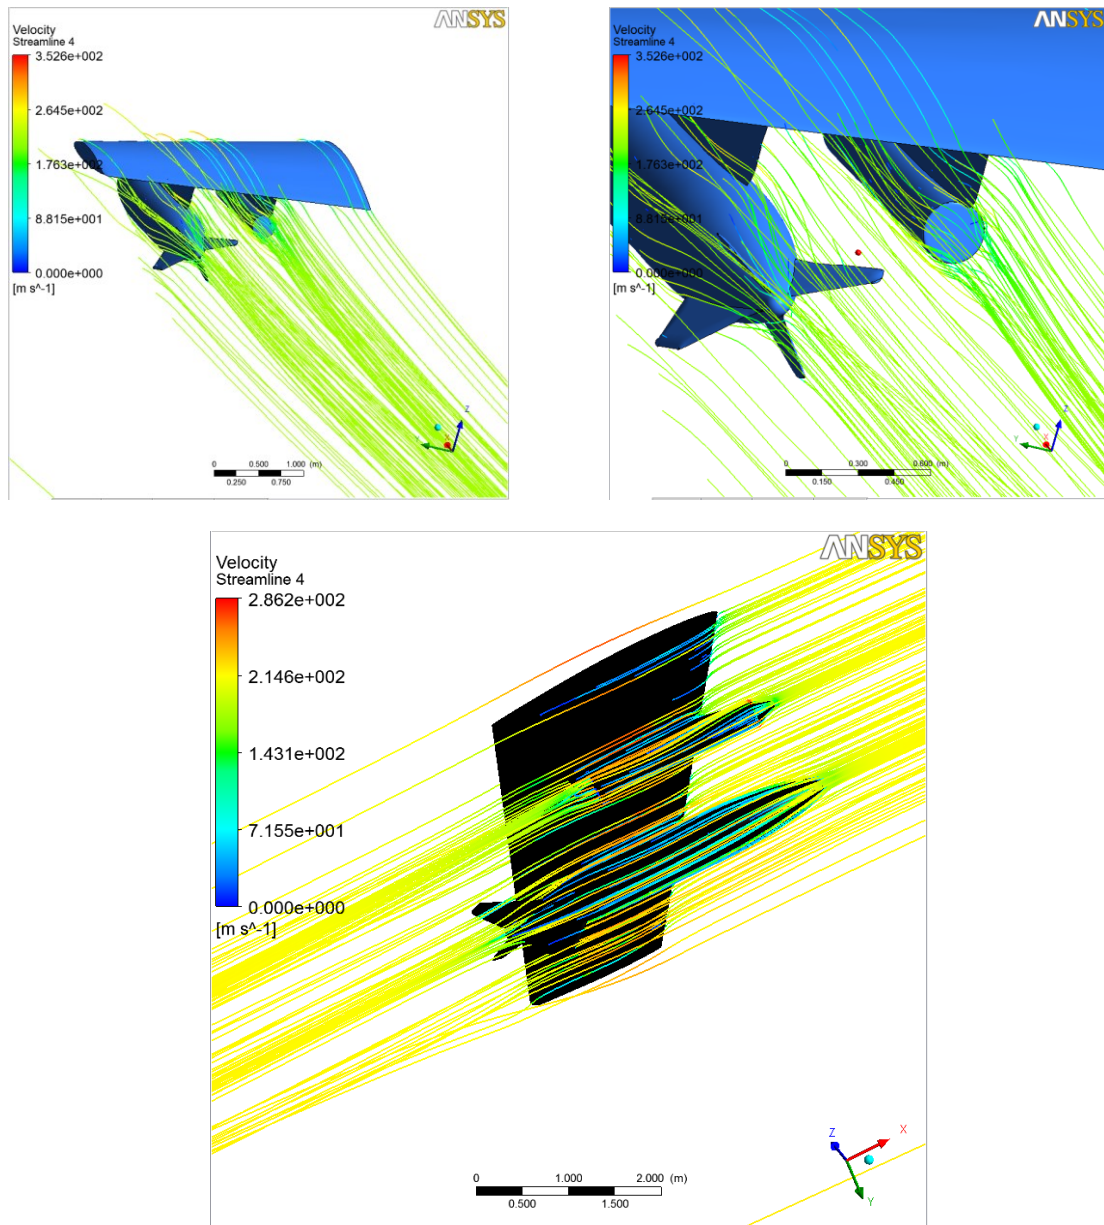 ANSYS
Velocity
Streamline 4
3.526e+002
2.645e+002
1.763e+002
8.815e+001
0.000e+000
[m s^-1]
Z
Y
X
0 0.500 1.000 (m)
0.250 0.750
ANSYS
Velocity
Streamline 4
3.526e+002
2.645e+002
1.763e+002
8.815e+001
0.000e+000
[m s^-1]
Z
Y
X
0 0.300 0.600 (m)
0.150 0.450
ANSYS
Velocity
Streamline 4
2.862e+002
2.146e+002
1.431e+002
7.155e+001
0.000e+000
[m s^-1]
Z
X
Y
0 1.000 2.000 (m)
0.500 1.500